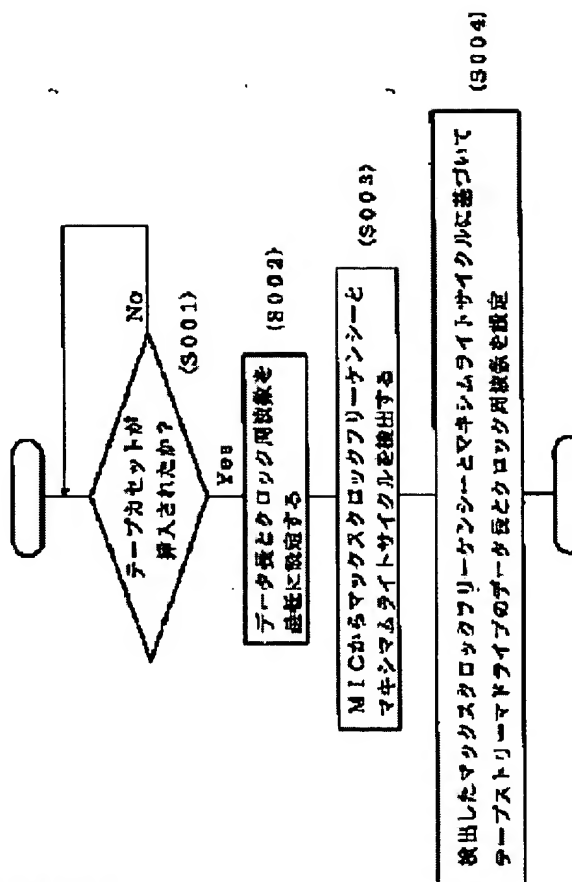 テープカセットが
挿入されたか?
No
(S001)
Yes
データ長とクロック周波数を
に設定する
(S002)
MICからマックスクロックフリーケンシーと
マキシマムライトサイクルを検出する
(S003)
検出したマックスクロックフリーケンシーとマキシムライトサイクルに基づいて
テープストリーマドライブのデータ長とクロック周波数を設定
(S004)